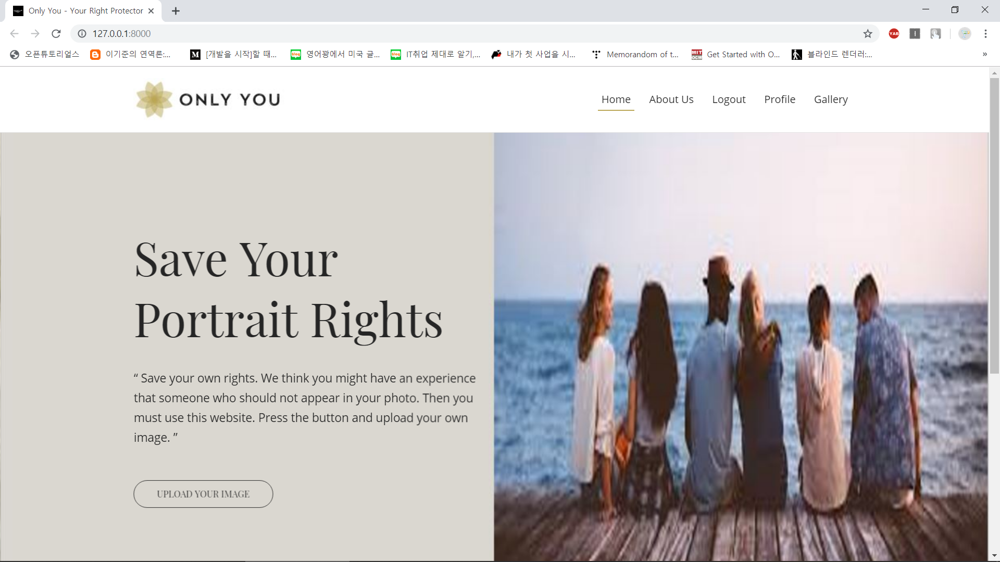 Only You - Your Right Protector
127.0.0.1:8000
YAB
오픈튜토리얼스
이기준의 연역론:...
M
[개발을 시작]할 때...
blog
영어꽝에서 미국 글...
blog
IT취업 제대로 알기,...
내가 첫 사업을 시...
Memorandom of t...
MIT
OCW
Get Started with O...
블라인드 렌더러:...
»
ONLY YOU
Home
About Us
Logout
Profile
Gallery
Save Your
Portrait Rights
“ Save your own rights. We think you might have an experience
that someone who should not appear in your photo. Then you
must use this website. Press the button and upload your own
image. ”
UPLOAD YOUR IMAGE